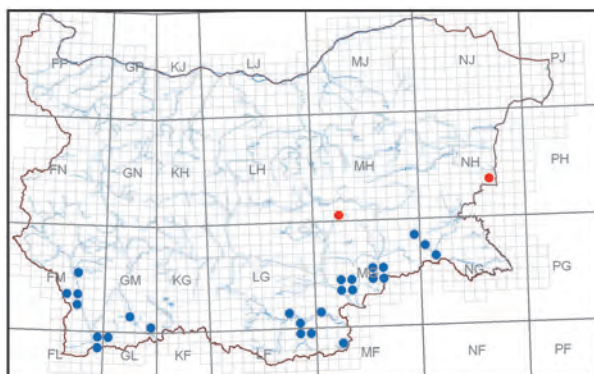 FP GP KJ LJ MJ NJ PJ
FN GN KH LH MH NH PH
FM GM KG LG MG NG PG
FL GL KF LF MF NF PF